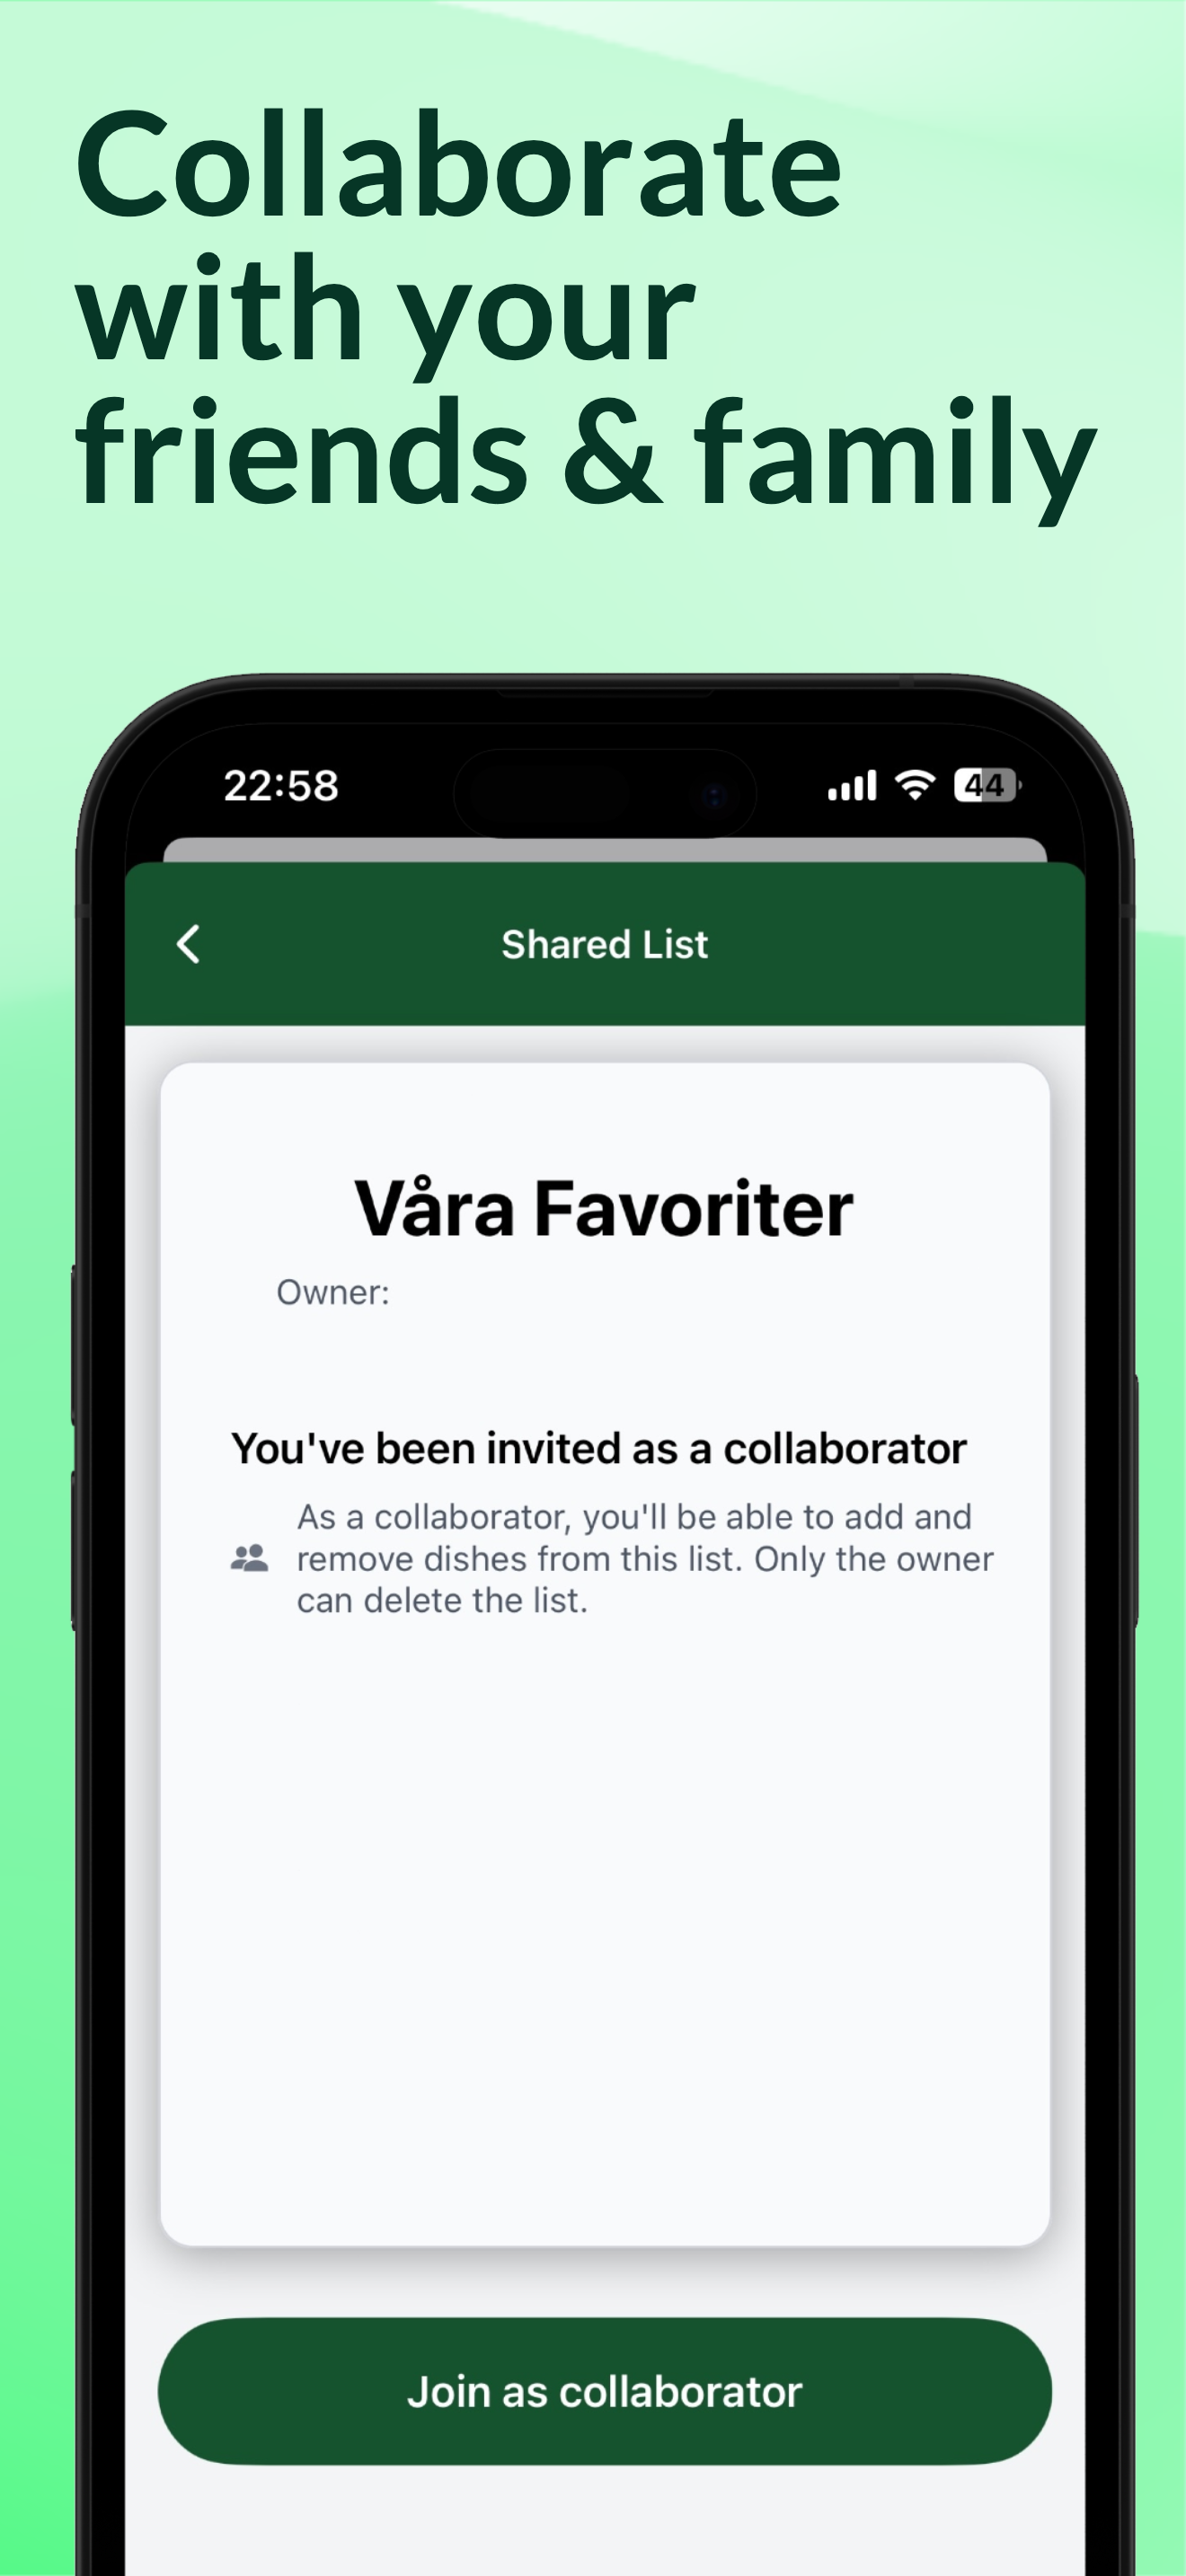 Collaborate
with your
friends & family
22:58
44
Shared List
Våra Favoriter
Owner:
You've been invited as a collaborator
As a collaborator, you'll be able to add and
remove dishes from this list. Only the owner
can delete the list.
Join as collaborator